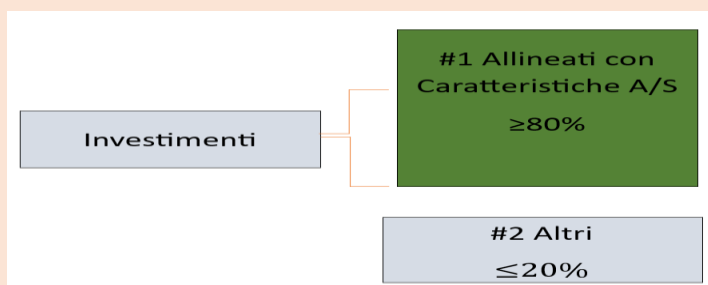 Investimenti
#1 Allineati con
Caratteristiche A/S
≥80%
#2 Altri
≤20%